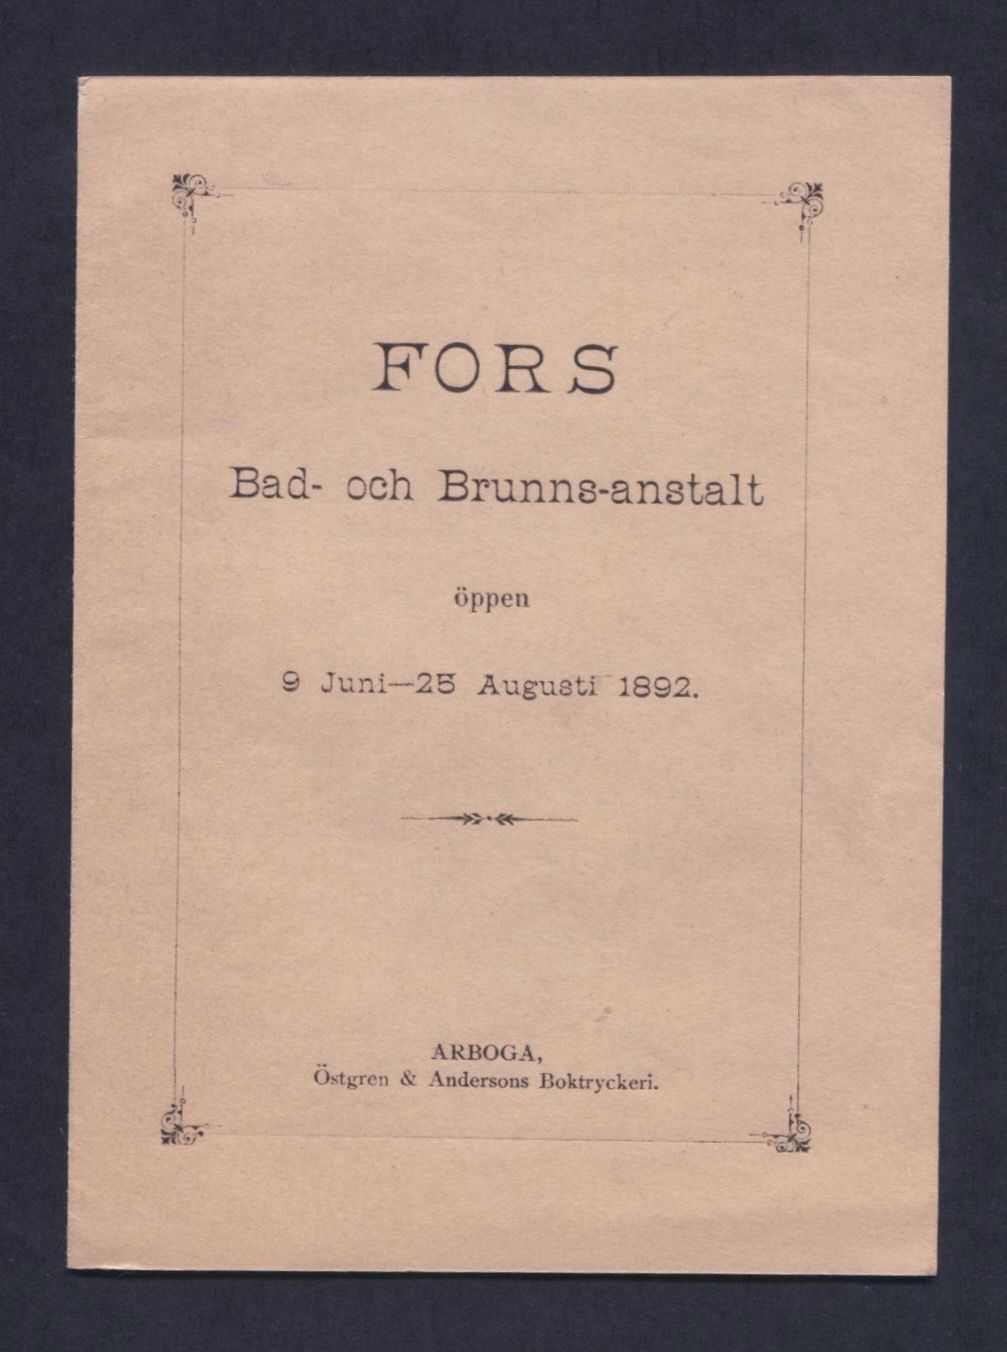 FORS
Bad- och Brunns-anstalt
öppen
9 Juni—25 Augusti 1892.
ARBOGA,
Östgren & Andersons Boktryckeri.